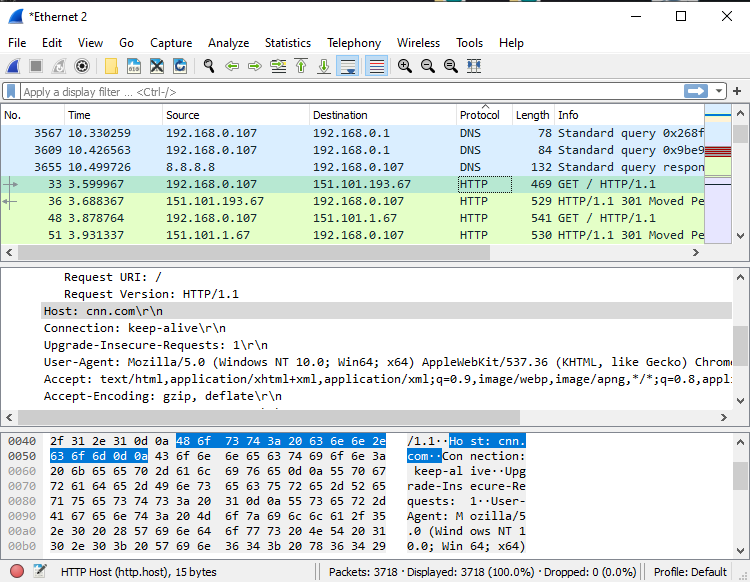 *Ethernet 2
File Edit View Go Capture Analyze Statistics Telephony Wireless Tools Help
Apply a display filter ... <Ctrl-/>
No. Time Source Destination Protocol Length Info
3567 10.330259 192.168.0.107 192.168.0.1 DNS 78 Standard query 0x268f
3609 10.426563 192.168.0.107 192.168.0.1 DNS 84 Standard query 0x9be9
3655 10.499726 8.8.8.8 192.168.0.107 DNS 132 Standard query respon
33 3.599967 192.168.0.107 151.101.193.67 HTTP 469 GET / HTTP/1.1
36 3.688367 151.101.193.67 192.168.0.107 HTTP 529 HTTP/1.1 301 Moved Pe
48 3.878764 192.168.0.107 151.101.1.67 HTTP 541 GET / HTTP/1.1
51 3.931337 151.101.1.67 192.168.0.107 HTTP 530 HTTP/1.1 301 Moved Pe
Request URI: /
Request Version: HTTP/1.1
Host: cnn.com\r\n
Connection: keep-alive\r\n
Upgrade-Insecure-Requests: 1\r\n
User-Agent: Mozilla/5.0 (Windows NT 10.0; Win64; x64) AppleWebKit/537.36 (KHTML, like Gecko) Chrom
Accept: text/html,application/xhtml+xml,application/xml;q=0.9,image/webp,image/apng,*/*;q=0.8,appl
Accept-Encoding: gzip, deflate\r\n
0040 2f 31 2e 31 0d 0a 48 6f 73 74 3a 20 63 6e 6e 2e /1.1··Ho st: cnn.
0050 63 6f 6d 0d 0a 43 6f 6e 6e 65 63 74 69 6f 6e 3a com··Con nection:
0060 20 6b 65 65 70 2d 61 6c 69 76 65 0d 0a 55 70 67 keep-al ive··Upg
0070 72 61 64 65 2d 49 6e 73 65 63 75 72 65 2d 52 65 rade-Ins ecure-Re
0080 71 75 65 73 74 73 3a 20 31 0d 0a 55 73 65 72 2d quests: 1··User-
0090 41 67 65 6e 74 3a 20 4d 6f 7a 69 6c 6c 61 2f 35 Agent: M ozilla/5
00a0 2e 30 20 28 57 69 6e 64 6f 77 73 20 4e 54 20 31 .0 (Wind ows NT 1
00b0 30 2e 30 3b 20 57 69 6e 36 34 3b 20 78 36 34 29 0.0; Win 64; x64)
HTTP Host (http.host), 15 bytes Packets: 3718 · Displayed: 3718 (100.0%) · Dropped: 0 (0.0%) Profile: Default